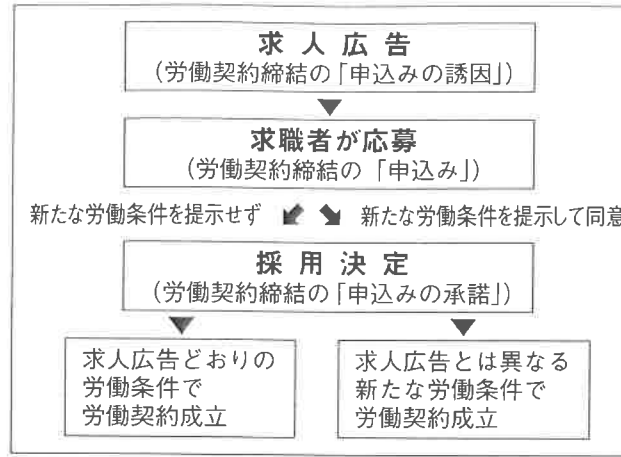 求人広告
(労働契約締結の「申込みの誘因」)
求職者が応募
(労働契約締結の「申込み」)
新たな労働条件を提示せず
新たな労働条件を提示して同意
採用決定
(労働契約締結の「申込みの承諾」)
求人広告どおりの
労働条件で
労働契約成立
求人広告とは異なる
新たな労働条件で
労働契約成立